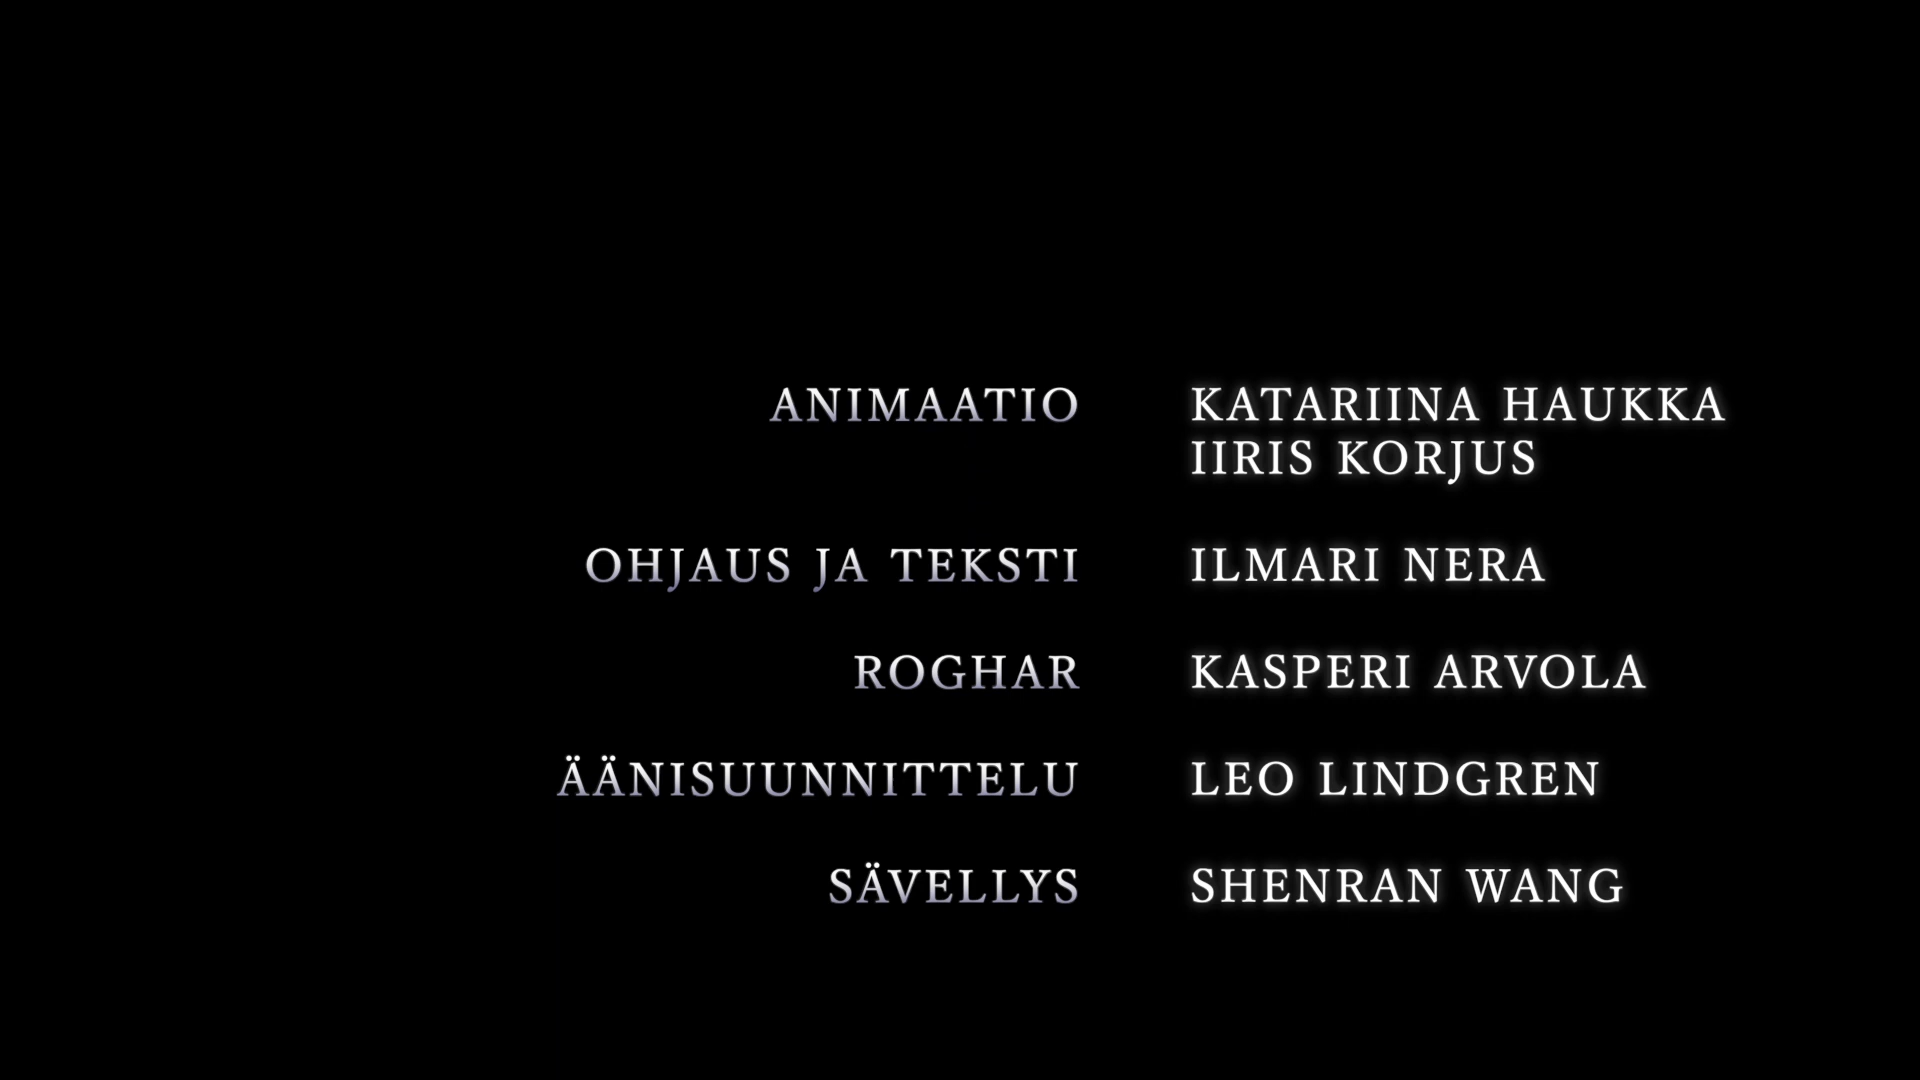 ANIMAATIO KATARIINA HAUKKA
IIRIS KORJUS
OHJAUS JA TEKSTI ILMARI NERA
ROGHAR KASPERI ARVOLA
ÄÄNISUUNNITTELU LEO LINDGREN
SÄVELLYS SHENRAN WANG